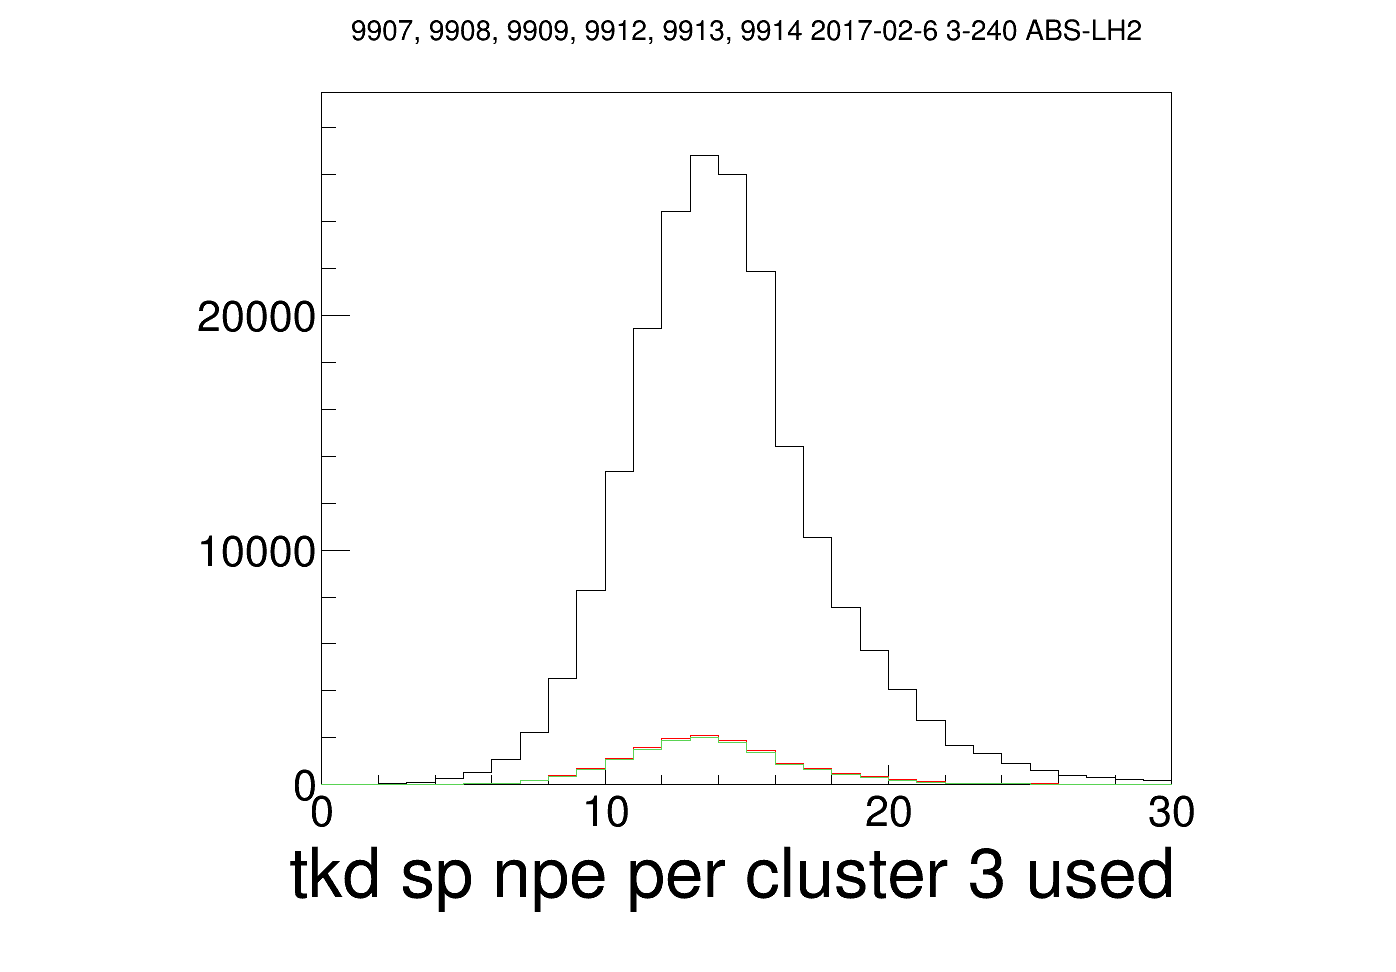 9907, 9908, 9909, 9912, 9913, 9914 2017-02-6 3-240 ABS-LH2
20000
10000
0
0 10 20 30
tkd sp npe per cluster 3 used